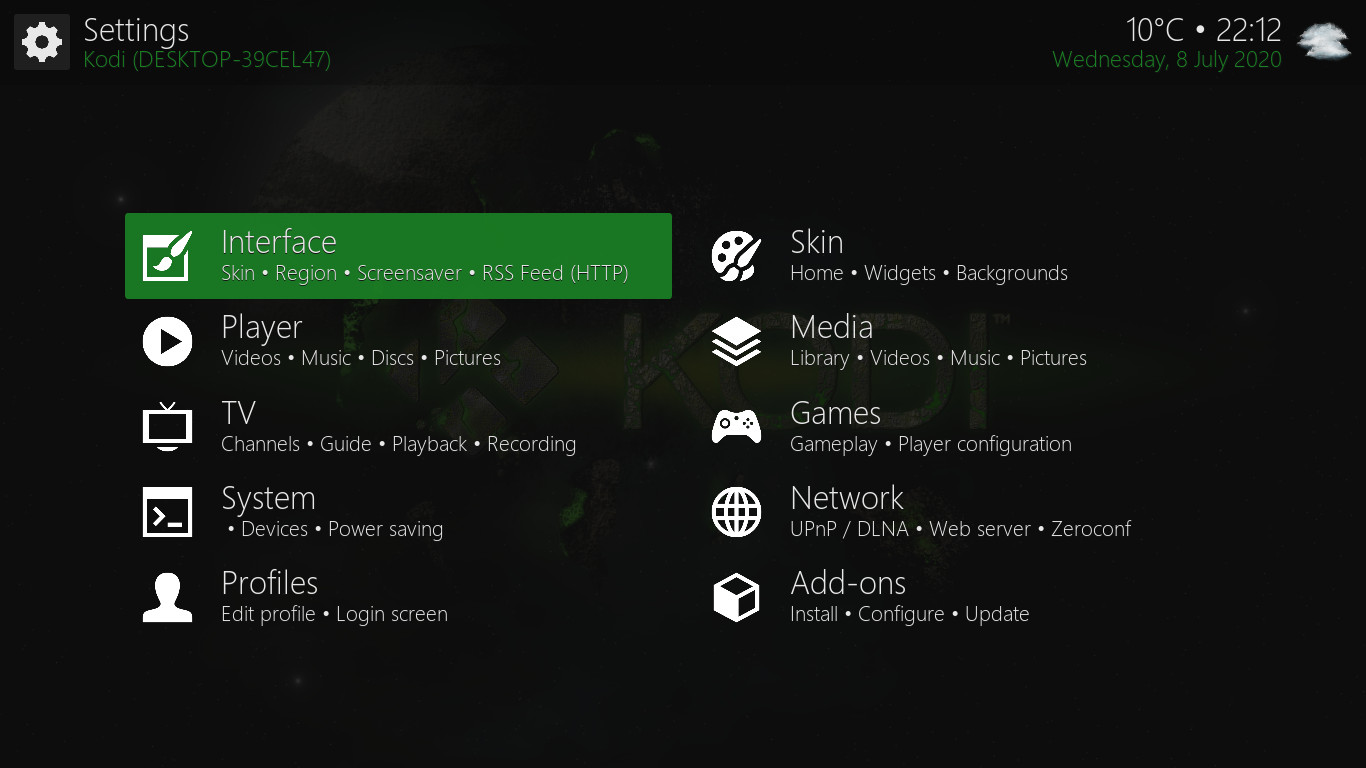 Settings
Kodi (DESKTOP-39CEL47)
10°C • 22:12
Wednesday, 8 July 2020
Interface
Skin • Region • Screensaver • RSS Feed (HTTP)
Skin
Home • Widgets • Backgrounds
Player
Videos • Music • Discs • Pictures
Media
Library • Videos • Music • Pictures
TV
Channels • Guide • Playback • Recording
Games
Gameplay • Player configuration
System
• Devices • Power saving
Network
UPnP / DLNA • Web server • Zeroconf
Profiles
Edit profile • Login screen
Add-ons
Install • Configure • Update
KODI™